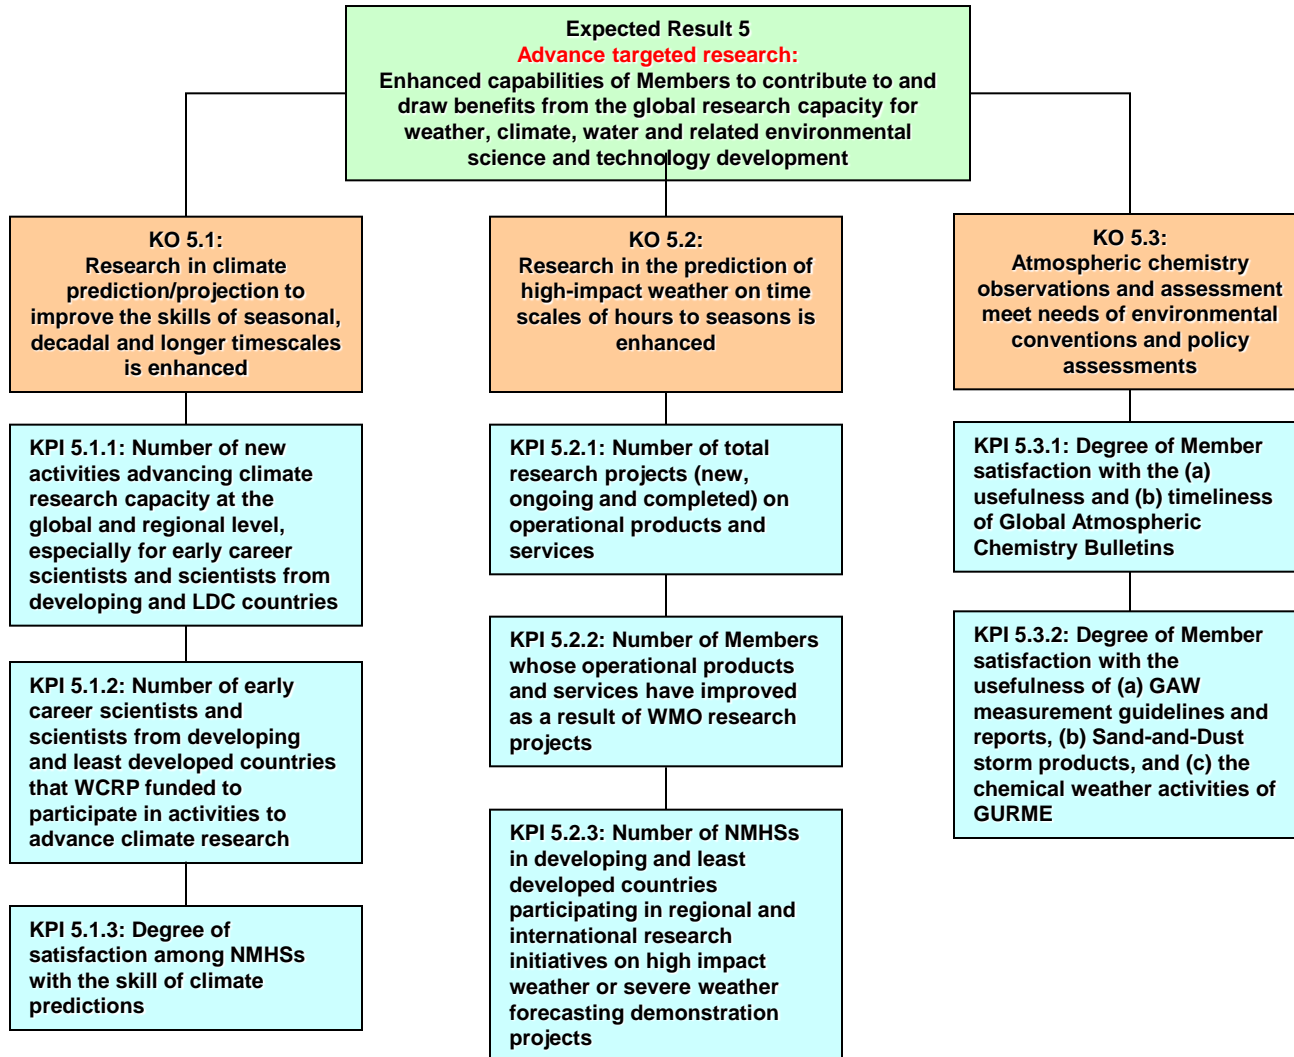 Expected Result 5
Advance targeted research:
Enhanced capabilities of Members to contribute to and
draw benefits from the global research capacity for
weather, climate, water and related environmental
science and technology development
KO 5.1:
Research in climate
prediction/projection to
improve the skills of seasonal,
decadal and longer timescales
is enhanced
KPI 5.1.1: Number of new
activities advancing climate
research capacity at the
global and regional level,
especially for early career
scientists and scientists from
developing and LDC countries
KPI 5.1.2: Number of early
career scientists and
scientists from developing
and least developed countries
that WCRP funded to
participate in activities to
advance climate research
KPI 5.1.3: Degree of
satisfaction among NMHSs
with the skill of climate
predictions
KO 5.2:
Research in the prediction of
high-impact weather on time
scales of hours to seasons is
enhanced
KPI 5.2.1: Number of total
research projects (new,
ongoing and completed) on
operational products and
services
KPI 5.2.2: Number of Members
whose operational products
and services have improved
as a result of WMO research
projects
KPI 5.2.3: Number of NMHSs
in developing and least
developed countries
participating in regional and
international research
initiatives on high impact
weather or severe weather
forecasting demonstration
projects
KO 5.3:
Atmospheric chemistry
observations and assessment
meet needs of environmental
conventions and policy
assessments
KPI 5.3.1: Degree of Member
satisfaction with the (a)
usefulness and (b) timeliness
of Global Atmospheric
Chemistry Bulletins
KPI 5.3.2: Degree of Member
satisfaction with the
usefulness of (a) GAW
measurement guidelines and
reports, (b) Sand-and-Dust
storm products, and (c) the
chemical weather activities of
GURME